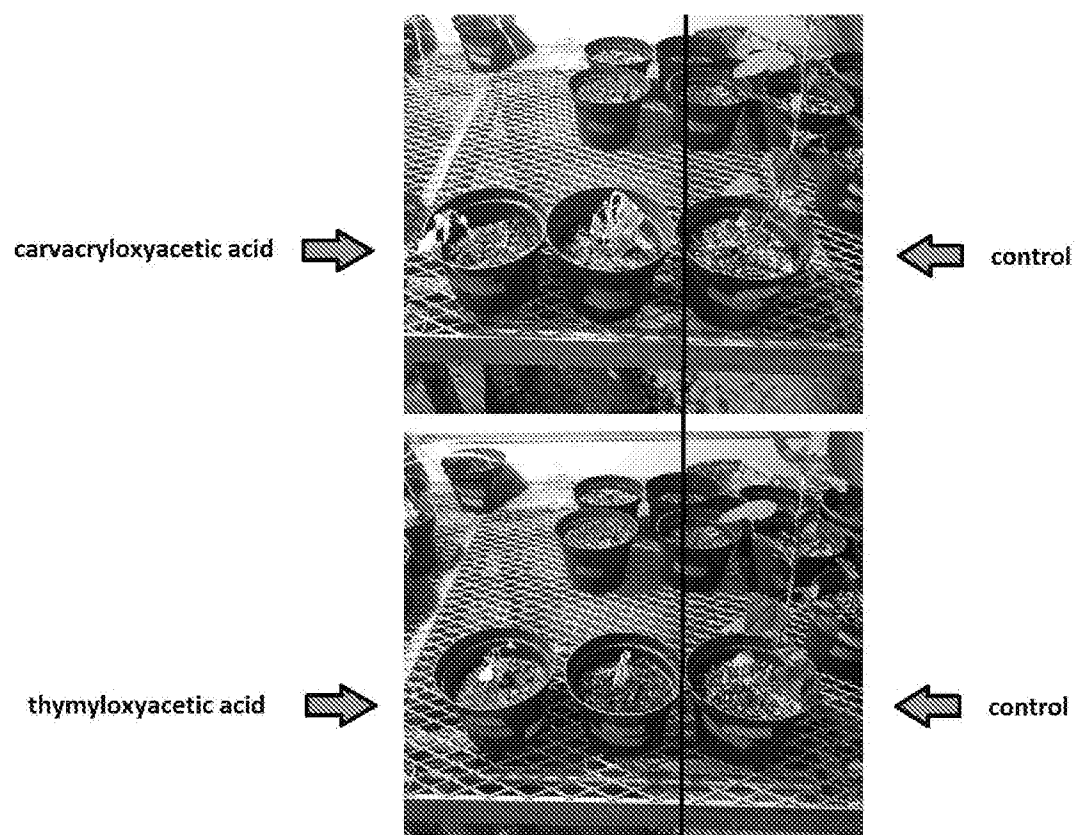 carvacryloxyacetic acid
control
thymyloxyacetic acid
control